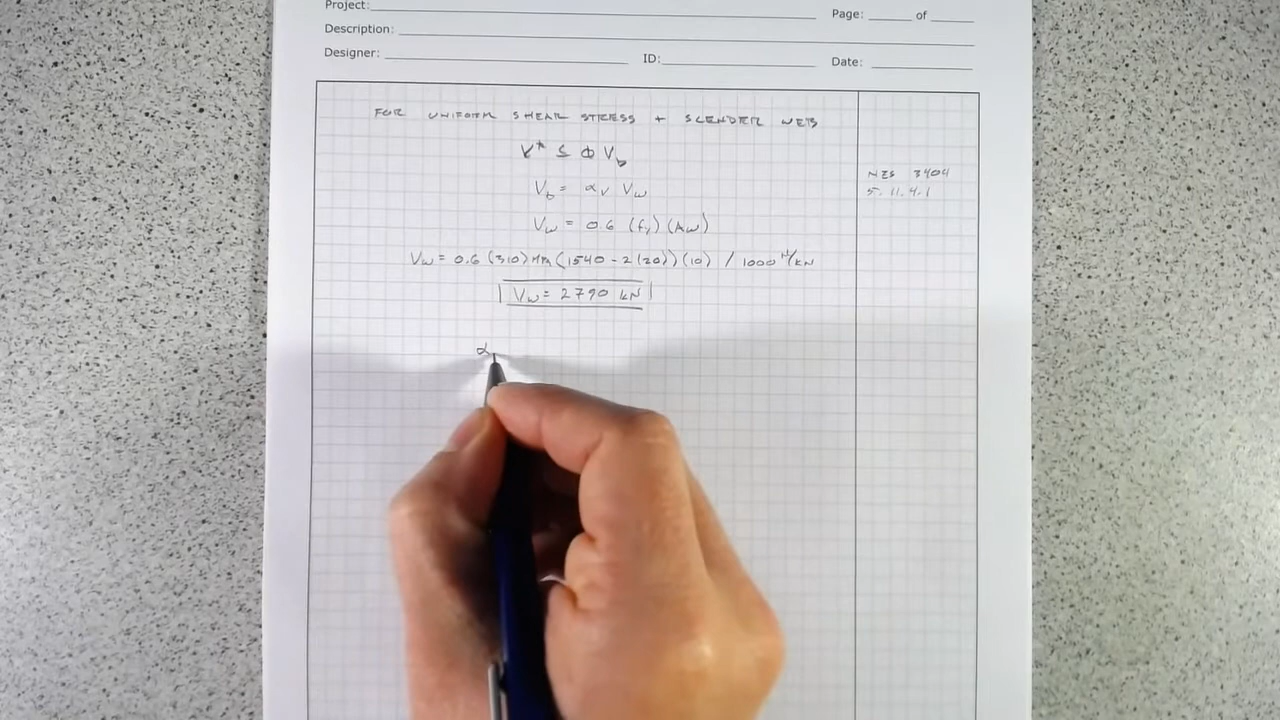 Project:
Page: of
Description:
Designer: ID: Date:
FOR UNIFORM SHEAR STRESS + SLENDER WEB
V* ≤ Φ Vb
NZS 3404
5.11.4.1
Vb = αv Vw
Vw = 0.6 (fy) (Aw)
Vw = 0.6 (310) MPa (1540 - 2(20)) (10) / 1000 N/kN
Vw = 2790 kN
α